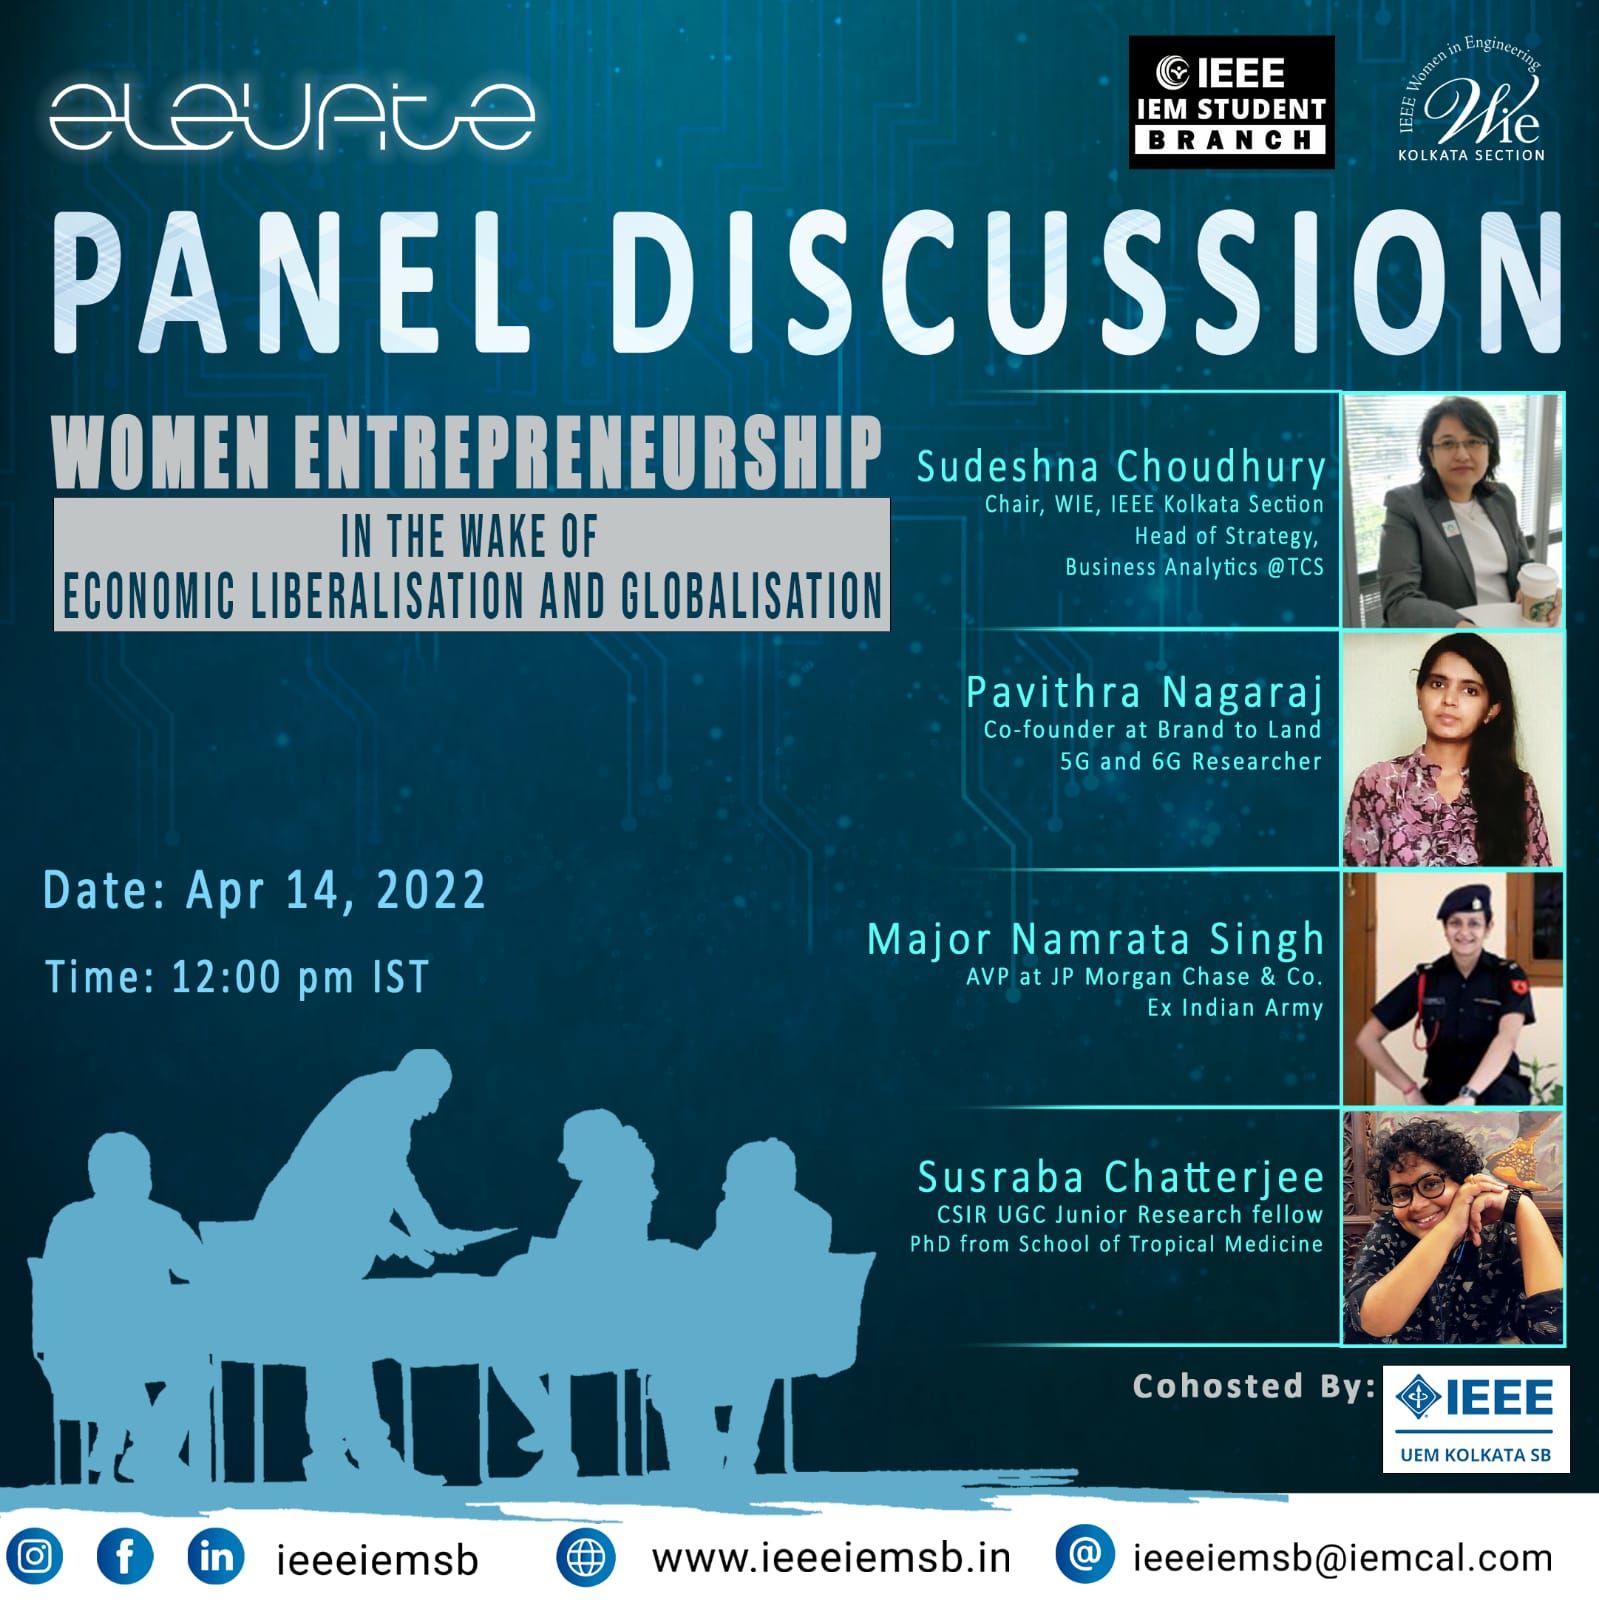 elevate
IEEE
IEM STUDENT
BRANCH
IEEE Women in Engineering
WiE
KOLKATA SECTION
PANEL DISCUSSION
WOMEN ENTREPRENEURSHIP
IN THE WAKE OF
ECONOMIC LIBERALISATION AND GLOBALISATION
Sudeshna Choudhury
Chair, WIE, IEEE Kolkata Section
Head of Strategy,
Business Analytics @TCS
Pavithra Nagaraj
Co-founder at Brand to Land
5G and 6G Researcher
Date: Apr 14, 2022
Time: 12:00 pm IST
Major Namrata Singh
AVP at JP Morgan Chase & Co.
Ex Indian Army
Susraba Chatterjee
CSIR UGC Junior Research fellow
PhD from School of Tropical Medicine
Cohosted By:
IEEE
UEM KOLKATA SB
ieeeiemsb
www.ieeeiemsb.in
@
ieeeiemsb@iemcal.com